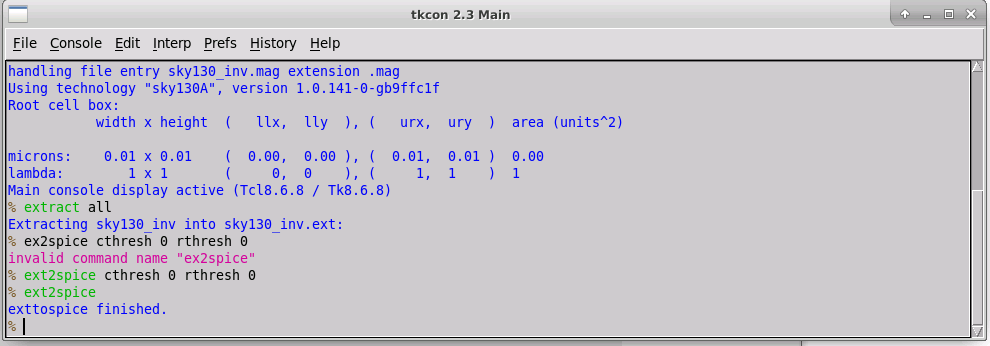 tkcon 2.3 Main
File Console Edit Interp Prefs History Help
handling file entry sky130_inv.mag extension .mag
Using technology "sky130A", version 1.0.141-0-gb9ffc1f
Root cell box:
width x height ( llx, lly ), ( urx, ury ) area (units^2)
microns: 0.01 x 0.01 ( 0.00, 0.00 ), ( 0.01, 0.01 ) 0.00
lambda: 1 x 1 ( 0, 0 ), ( 1, 1 ) 1
Main console display active (Tcl8.6.8 / Tk8.6.8)
% extract all
Extracting sky130_inv into sky130_inv.ext:
% ex2spice cthresh 0 rthresh 0
invalid command name "ex2spice"
% ext2spice cthresh 0 rthresh 0
% ext2spice
exttospice finished.
%